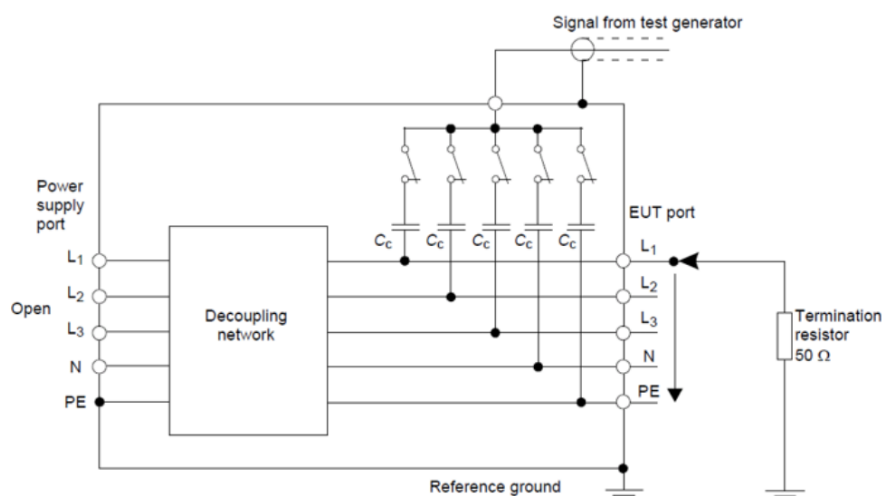 Signal from test generator
Power
supply
port
EUT port
Cc Cc Cc Cc Cc
L1 L1
L2 L2
Open
L3 L3
Decoupling
network
Termination
resistor
50 Ω
N N
PE PE
Reference ground